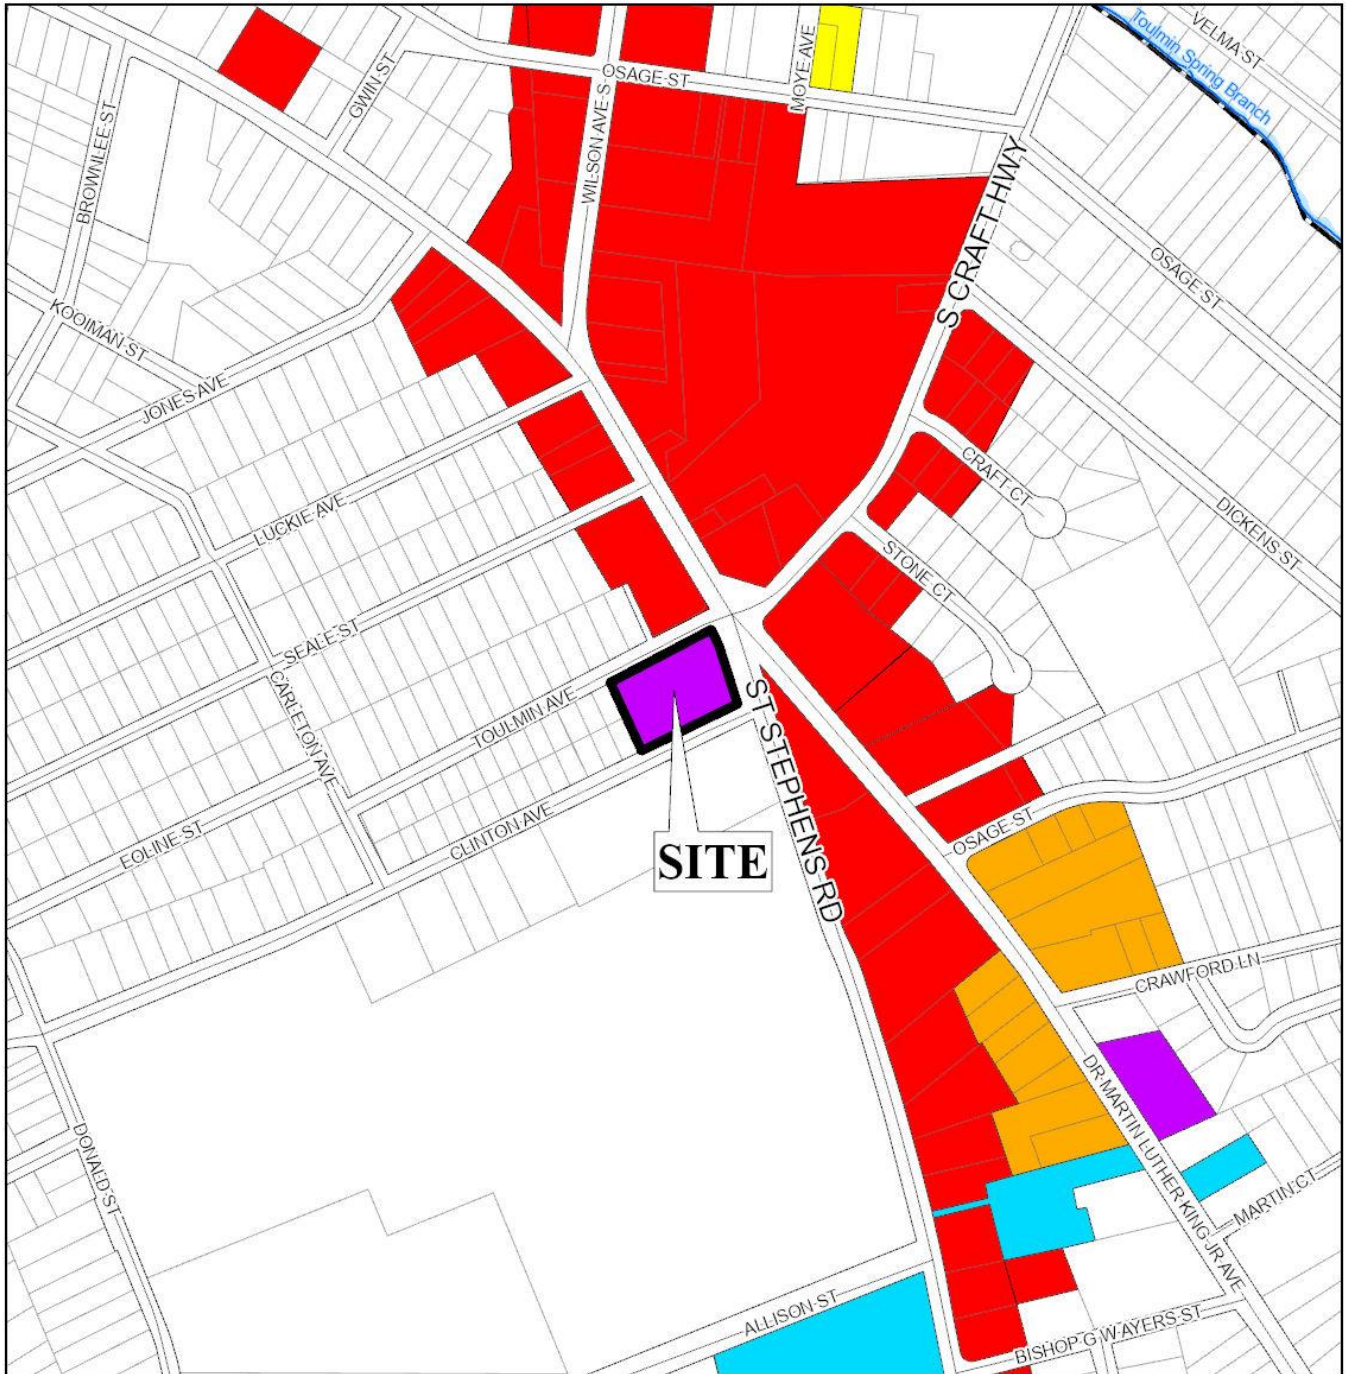 VELMA ST
Toulmin Spring Branch
OSAGE ST
MOYE AVE
GWIN ST
WILSON AVE S
BROWNLEE ST
S CRAFT HWY
OSAGE ST
KOOIMAN ST
JONES AVE
CRAFT CT
LUCKIE AVE
DICKENS ST
STONE CT
SEALE ST
CARLETON AVE
TOULMIN AVE
ST STEPHENS RD
EOLINE ST
CLINTON AVE
SITE
OSAGE ST
CRAWFORD LN
DR MARTIN LUTHER KING JR AVE
DONALD ST
MARTIN CT
ALLISON ST
BISHOP G W AYERS ST